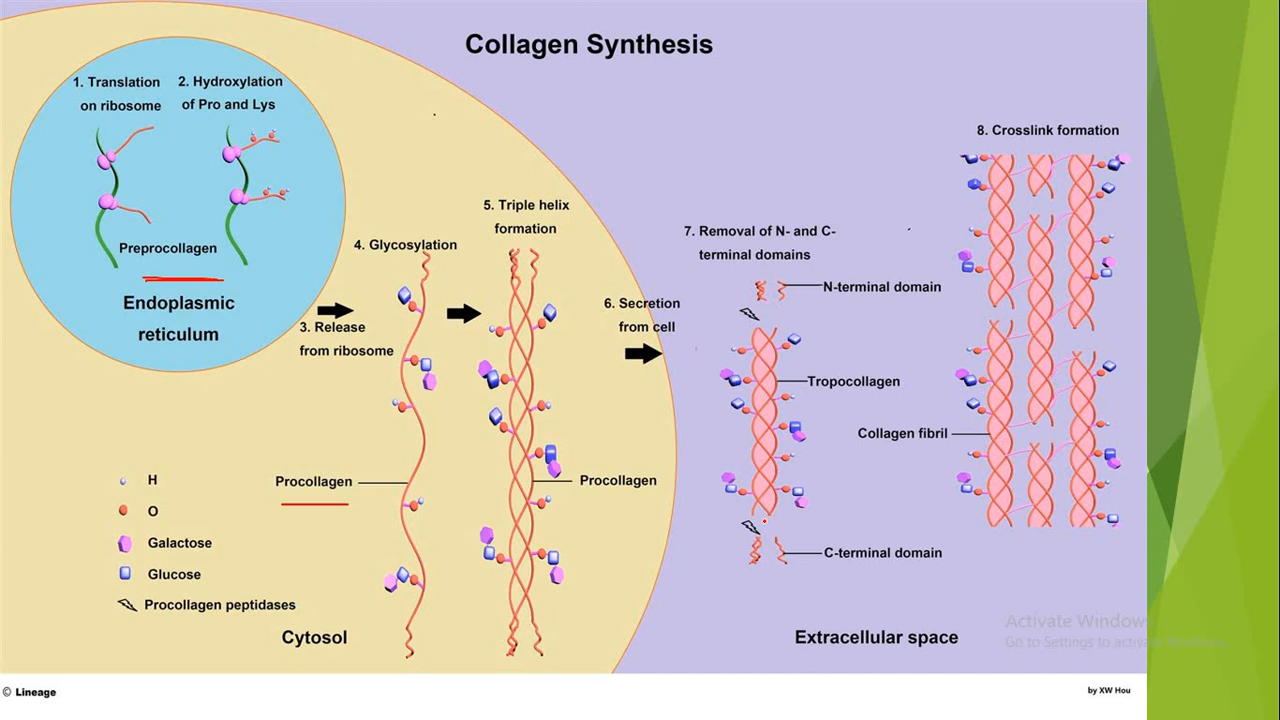 Collagen Synthesis
1. Translation
on ribosome
2. Hydroxylation
of Pro and Lys
Preprocollagen
Endoplasmic
reticulum
3. Release
from ribosome
4. Glycosylation
5. Triple helix
formation
6. Secretion
from cell
7. Removal of N- and C-
terminal domains
8. Crosslink formation
N-terminal domain
Tropocollagen
Collagen fibril
C-terminal domain
Procollagen
Procollagen
H
O
Galactose
Glucose
Procollagen peptidases
Cytosol
Extracellular space
Activate Windows
Go to Settings to activate Windows.
© Lineage
by XW Hou